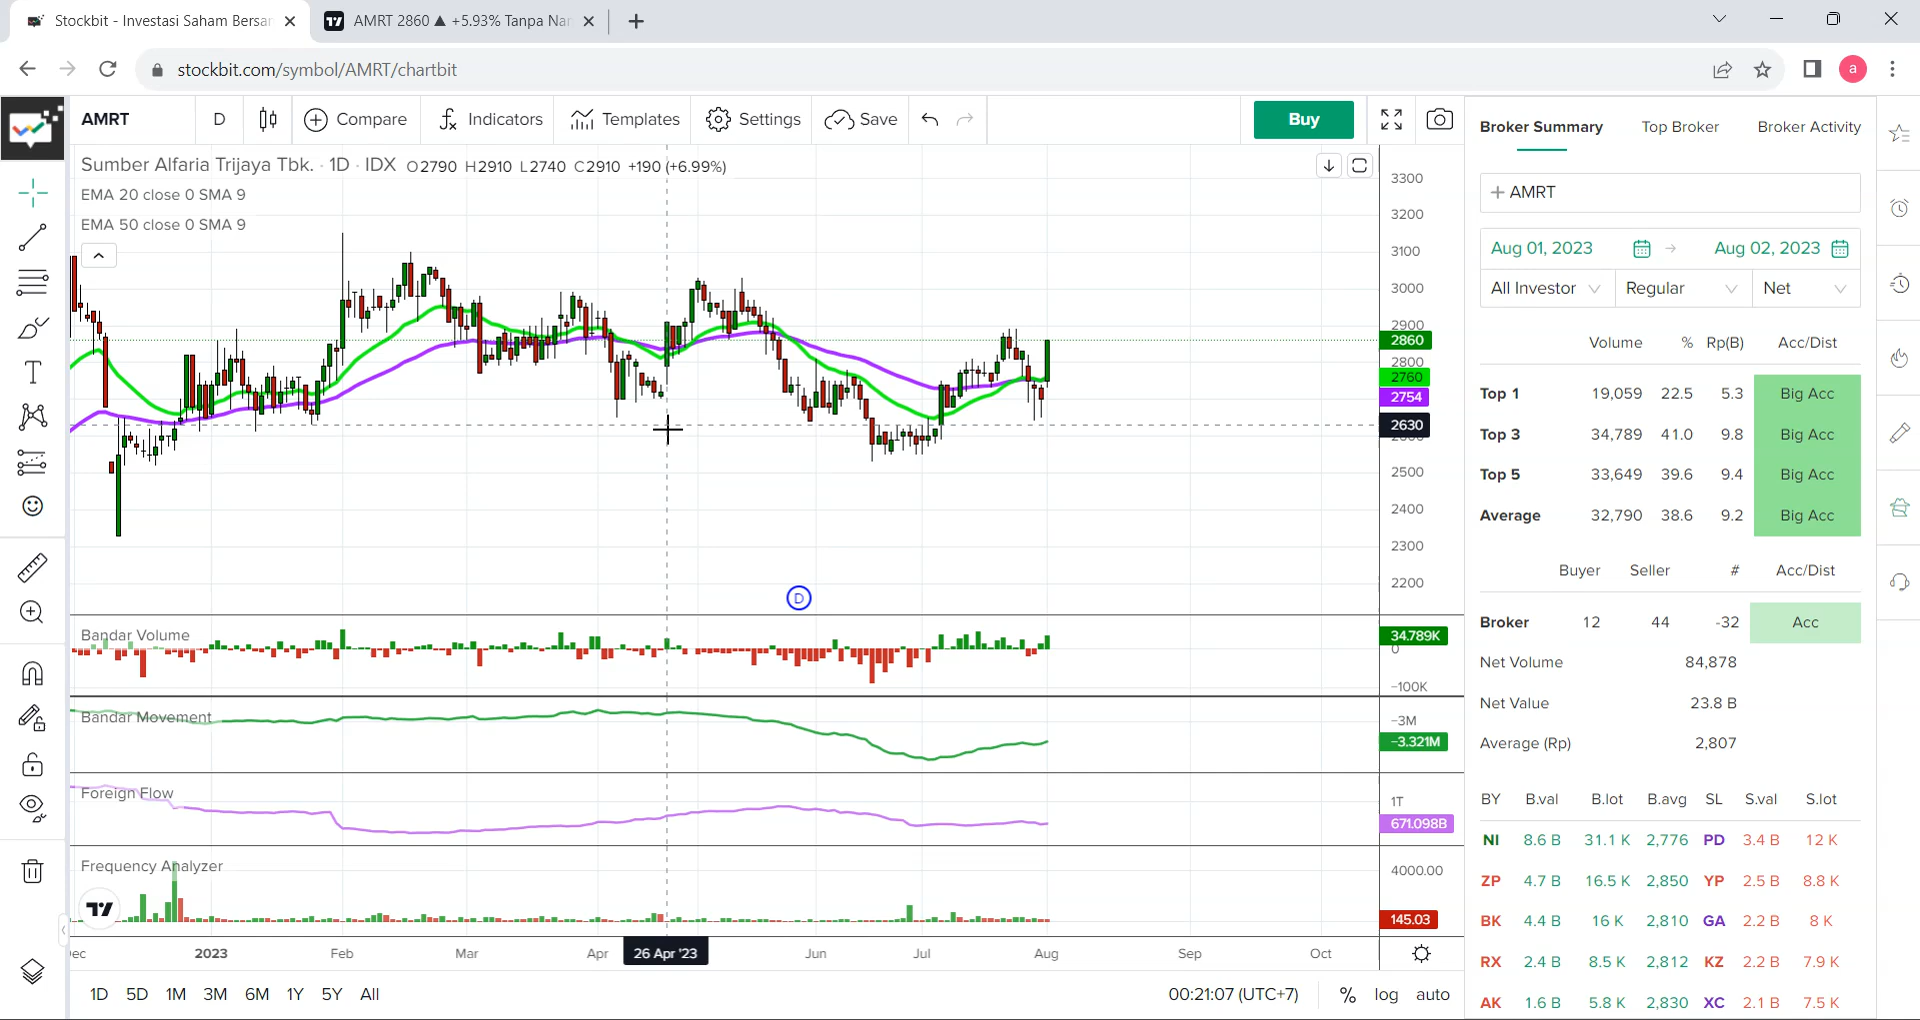 Stockbit - Investasi Saham Bersar
AMRT 2860 ▲ +5.93% Tanpa Nar
stockbit.com/symbol/AMRT/chartbit
a
AMRT D Compare Indicators Templates Settings Save Buy
Sumber Alfaria Trijaya Tbk. · 1D · IDX O2790 H2910 L2740 C2910 +190 (+6.99%)
EMA 20 close 0 SMA 9
EMA 50 close 0 SMA 9
3300
3200
3100
3000
2900
2860
2800
2760
2754
2630
2500
2400
2300
2200
D
Bandar Volume
34.789K
0
-100K
Bandar Movement
-3M
-3.321M
Foreign Flow
1T
671.098B
Frequency Analyzer
4000.00
145.03
ec 2023 Feb Mar Apr 26 Apr '23 Jun Jul Aug Sep Oct
1D 5D 1M 3M 6M 1Y 5Y All 00:21:07 (UTC+7) % log auto
Broker Summary Top Broker Broker Activity
+ AMRT
Aug 01, 2023 → Aug 02, 2023
All Investor Regular Net
Volume % Rp(B) Acc/Dist
Top 1 19,059 22.5 5.3 Big Acc
Top 3 34,789 41.0 9.8 Big Acc
Top 5 33,649 39.6 9.4 Big Acc
Average 32,790 38.6 9.2 Big Acc
Buyer Seller # Acc/Dist
Broker 12 44 -32 Acc
Net Volume 84,878
Net Value 23.8 B
Average (Rp) 2,807
BY B.val B.lot B.avg SL S.val S.lot
NI 8.6 B 31.1 K 2,776 PD 3.4 B 12 K
ZP 4.7 B 16.5 K 2,850 YP 2.5 B 8.8 K
BK 4.4 B 16 K 2,810 GA 2.2 B 8 K
RX 2.4 B 8.5 K 2,812 KZ 2.2 B 7.9 K
AK 1.6 B 5.8 K 2,830 XC 2.1 B 7.5 K